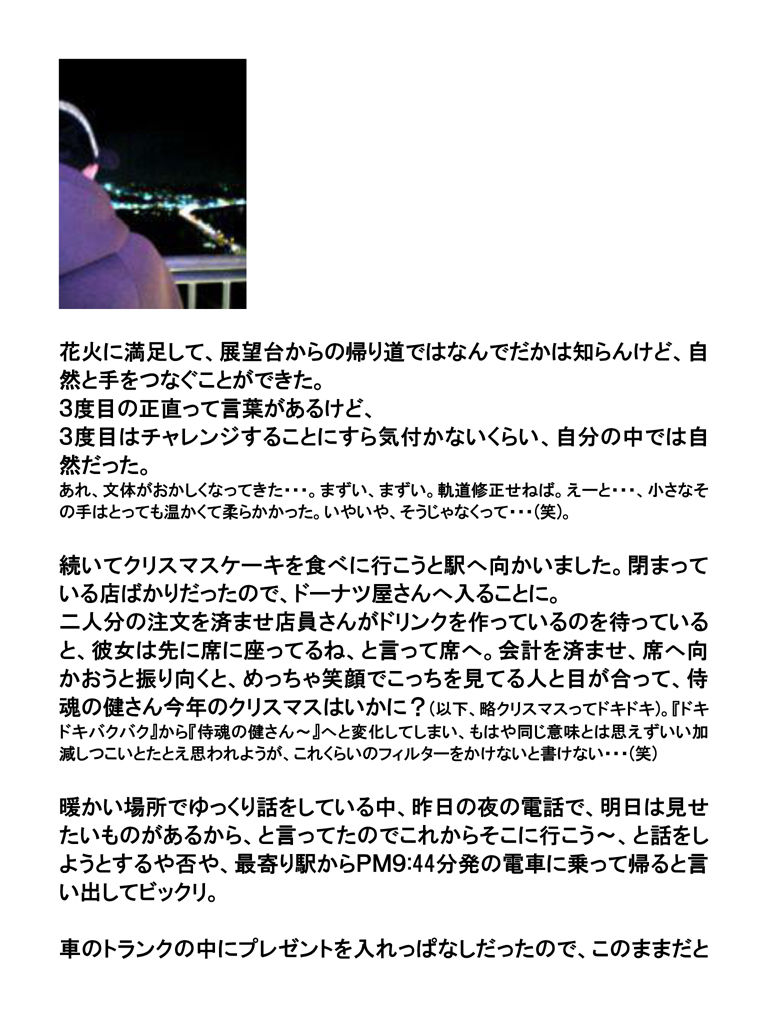 花火に満足して、展望台からの帰り道ではなんでだかは知らんけど、自
然と手をつなぐことができた。
3度目の正直って言葉があるけど、
3度目はチャレンジすることにすら気付かないくらい、自分の中では自
然だった。
あれ、文体がおかしくなってきた・・・。まずい、まずい。軌道修正せねば。えーと・・・、小さなそ
の手はとっても温かくて柔らかかった。いやいや、そうじゃなくって・・・(笑)。
続いてクリスマスケーキを食べに行こうと駅へ向かいました。閉まって
いる店ばかりだったので、ドーナツ屋さんへ入ることに。
二人分の注文を済ませ店員さんがドリンクを作っているのを待っている
と、彼女は先に席に座ってるね、と言って席へ。会計を済ませ、席へ向
かおうと振り向くと、めっちゃ笑顔でこっちを見てる人と目が合って、侍
魂の健さん今年のクリスマスはいかに？(以下、略クリスマスってドキドキ)。『ドキ
ドキバクバク』から『侍魂の健さん～』へと変化してしまい、もはや同じ意味とは思えずいい加
減しつこいとたとえ思われようが、これくらいのフィルターをかけないと書けない・・・(笑)
暖かい場所でゆっくり話をしている中、昨日の夜の電話で、明日は見せ
たいものがあるから、と言ってたのでこれからそこに行こう～、と話をし
ようとするや否や、最寄り駅からPM9:44分発の電車に乗って帰ると言
い出してビックリ。
車のトランクの中にプレゼントを入れっぱなしだったので、このままだと